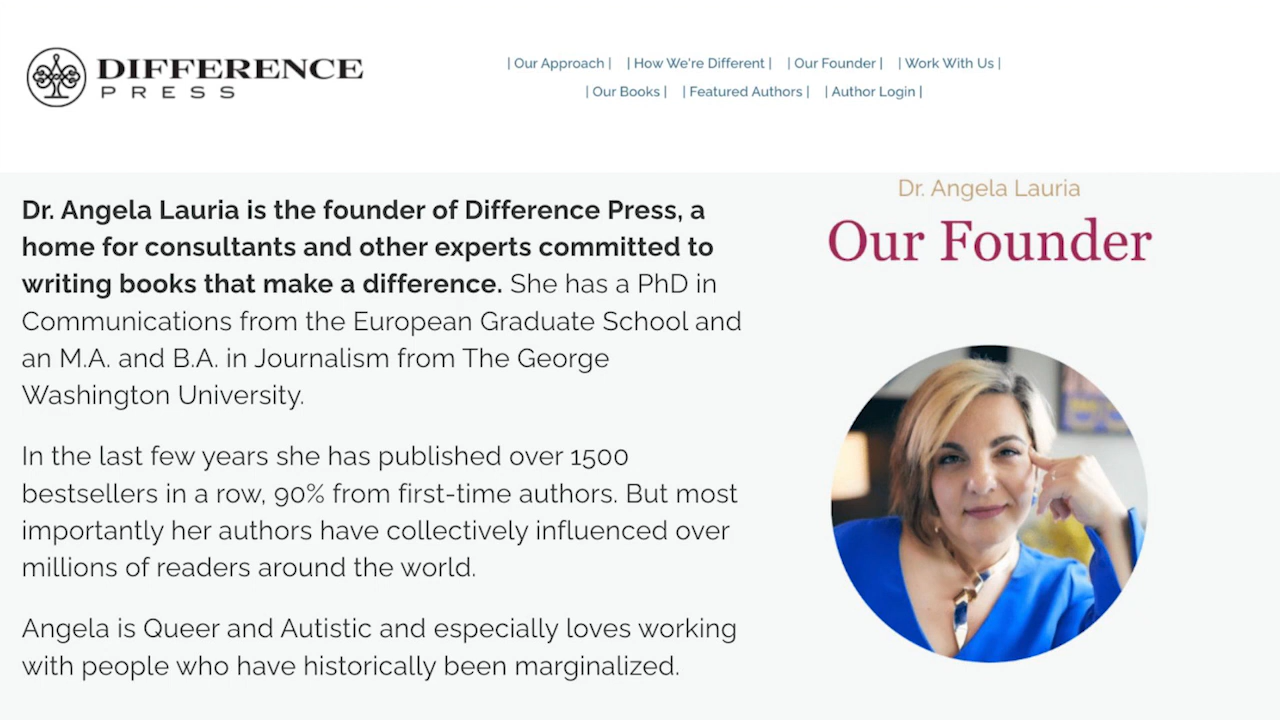 DIFFERENCE
PRESS
| Our Approach | | How We're Different | | Our Founder | | Work With Us |
| Our Books | | Featured Authors | | Author Login |
Dr. Angela Lauria
Our Founder
Dr. Angela Lauria is the founder of Difference Press, a
home for consultants and other experts committed to
writing books that make a difference. She has a PhD in
Communications from the European Graduate School and
an M.A. and B.A. in Journalism from The George
Washington University.
In the last few years she has published over 1500
bestsellers in a row, 90% from first-time authors. But most
importantly her authors have collectively influenced over
millions of readers around the world.
Angela is Queer and Autistic and especially loves working
with people who have historically been marginalized.